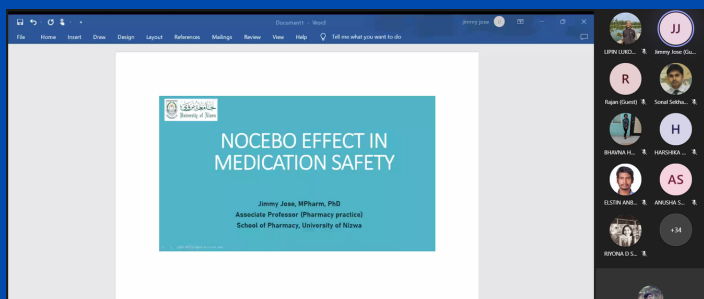 Document1 - Word
jimmy jose
File Home Insert Draw Design Layout References Mailings Review View Help Tell me what you want to do
University of Nizwa
NOCEBO EFFECT IN
MEDICATION SAFETY
Jimmy Jose, MPharm, PhD
Associate Professor (Pharmacy practice)
School of Pharmacy, University of Nizwa
JJ
LIPIN LUKO... Jimmy Jose (Gu...
R
Rajan (Guest) Sonal Sekha...
H
BHAVNA H... HARSHIKA ...
AS
ELSTIN ANB... ANUSHA S...
+34
RIYONA D S...